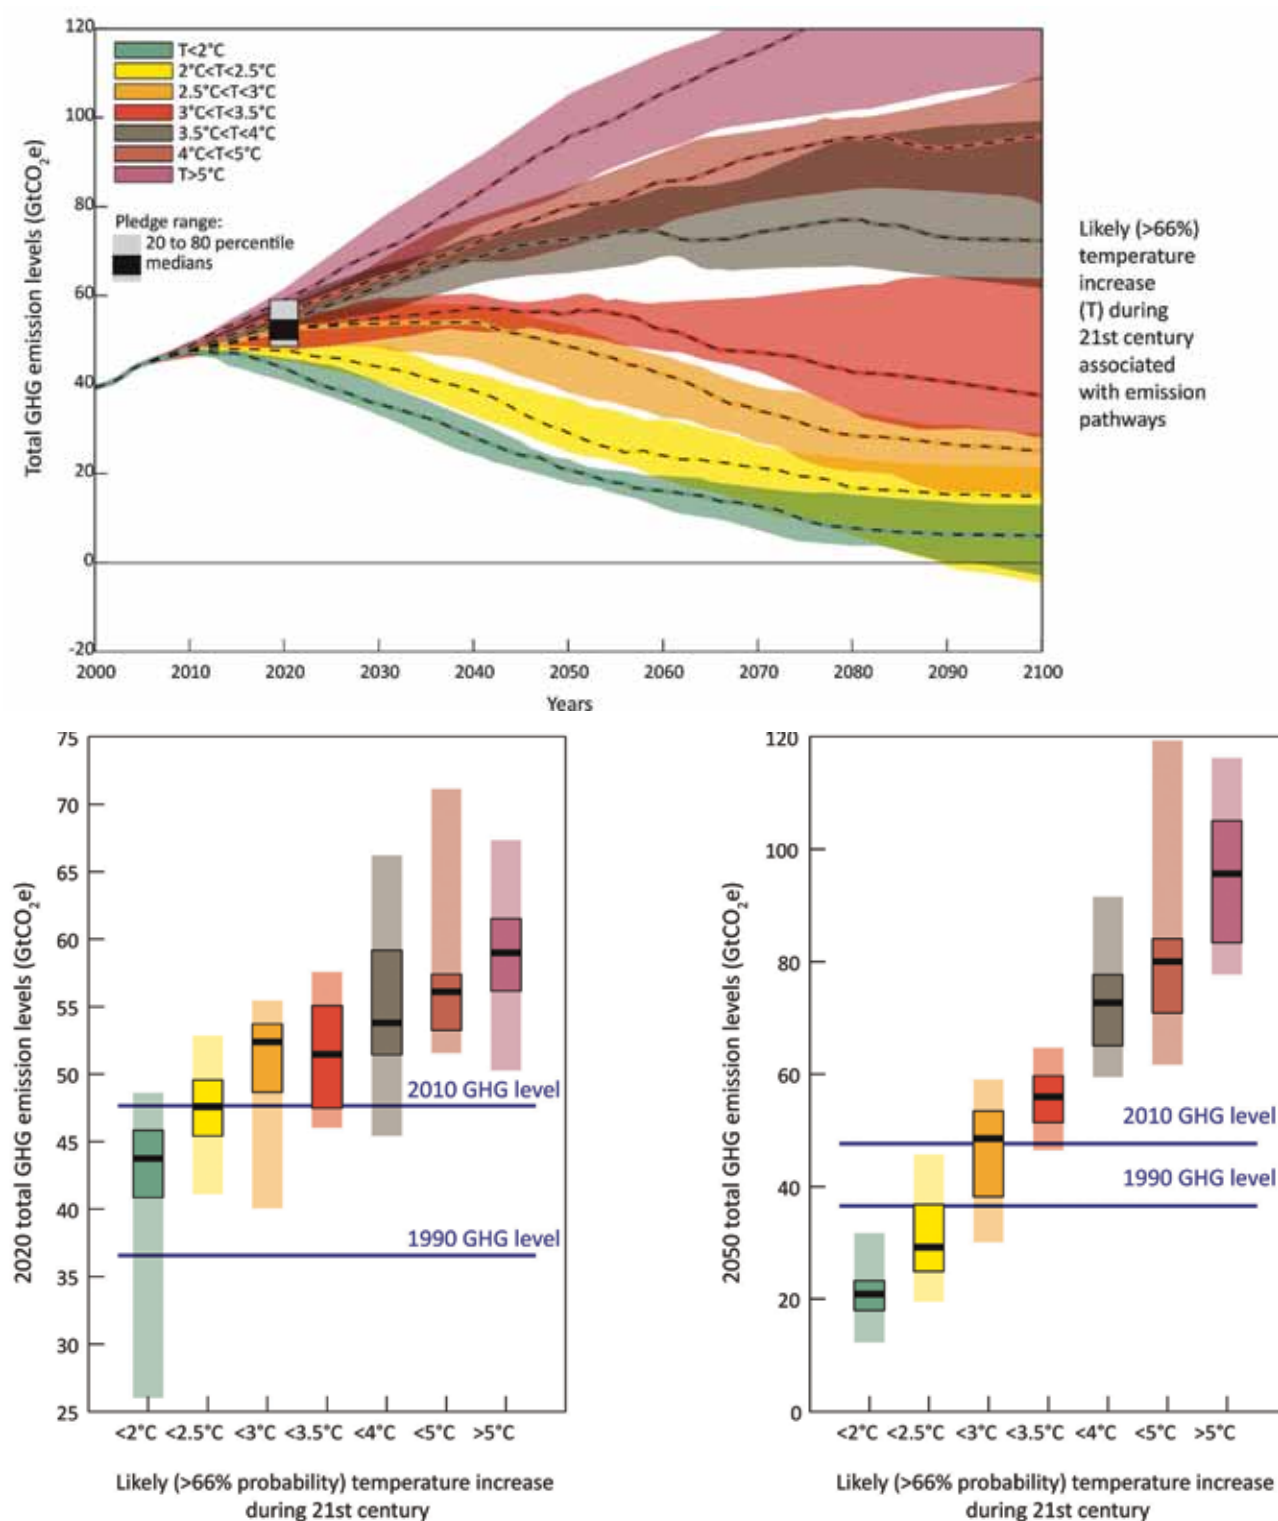 120
100
80
60
40
20
0
-20
Total GHG emission levels (GtCO₂e)
T<2°C
2°C<T<2.5°C
2.5°C<T<3°C
3°C<T<3.5°C
3.5°C<T<4°C
4°C<T<5°C
T>5°C
Pledge range:
20 to 80 percentile
medians
2000 2010 2020 2030 2040 2050 2060 2070 2080 2090 2100
Years
Likely (>66%)
temperature
increase
(T) during
21st century
associated
with emission
pathways
75
70
65
60
55
50
45
40
35
30
25
2020 total GHG emission levels (GtCO₂e)
2010 GHG level
1990 GHG level
<2°C <2.5°C <3°C <3.5°C <4°C <5°C >5°C
Likely (>66% probability) temperature increase
during 21st century
120
100
80
60
40
20
0
2050 total GHG emission levels (GtCO₂e)
2010 GHG level
1990 GHG level
<2°C <2.5°C <3°C <3.5°C <4°C <5°C >5°C
Likely (>66% probability) temperature increase
during 21st century